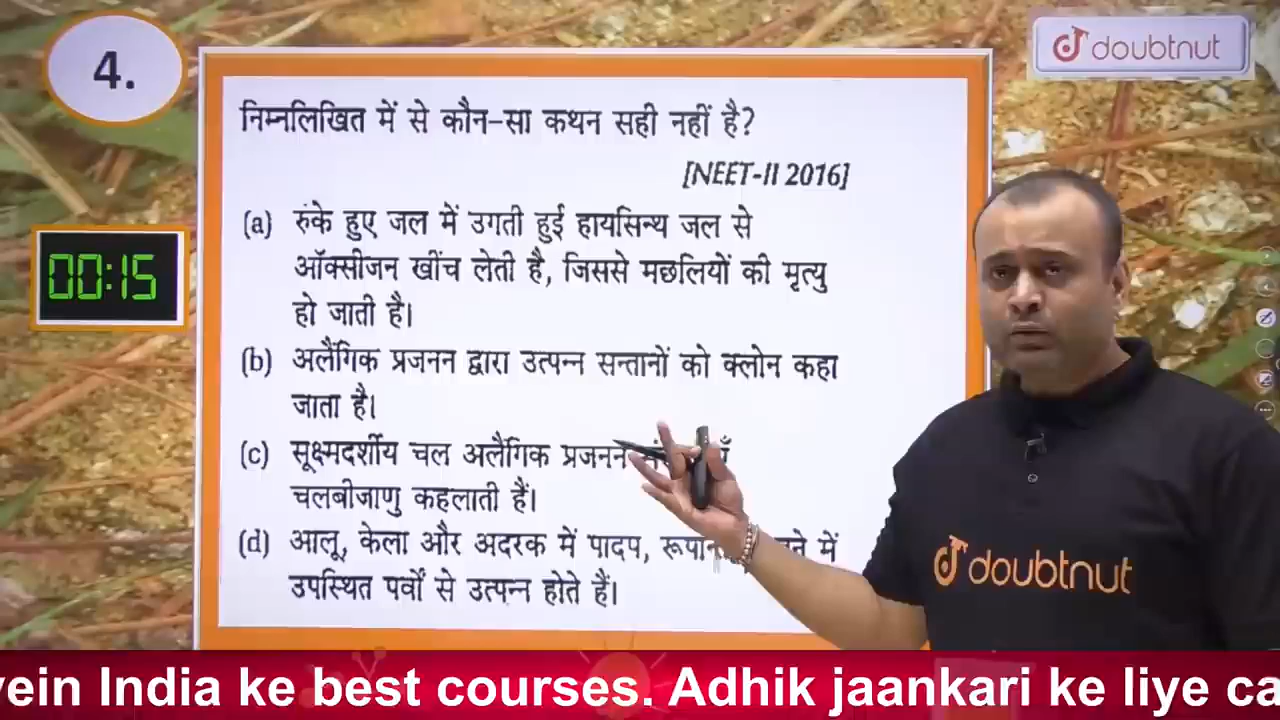 4.
doubtnut
निम्नलिखित में से कौन-सा कथन सही नहीं है?
[NEET-II 2016]
00:15
(a) रुंके हुए जल में उगती हुई हायसिन्थ जल से
ऑक्सीजन खींच लेती है, जिससे मछलियों की मृत्यु
हो जाती है।
(b) अलैंगिक प्रजनन द्वारा उत्पन्न सन्तानों को क्लोन कहा
जाता है।
(c) सूक्ष्मदर्शीय चल अलैंगिक प्रजनन
चलबीजाणु कहलाती हैं।
(d) आलू, केला और अदरक में पादप, में
उपस्थित पर्वों से उत्पन्न होते हैं।
doubtnut
India ke best courses. Adhik jaankari ke liye